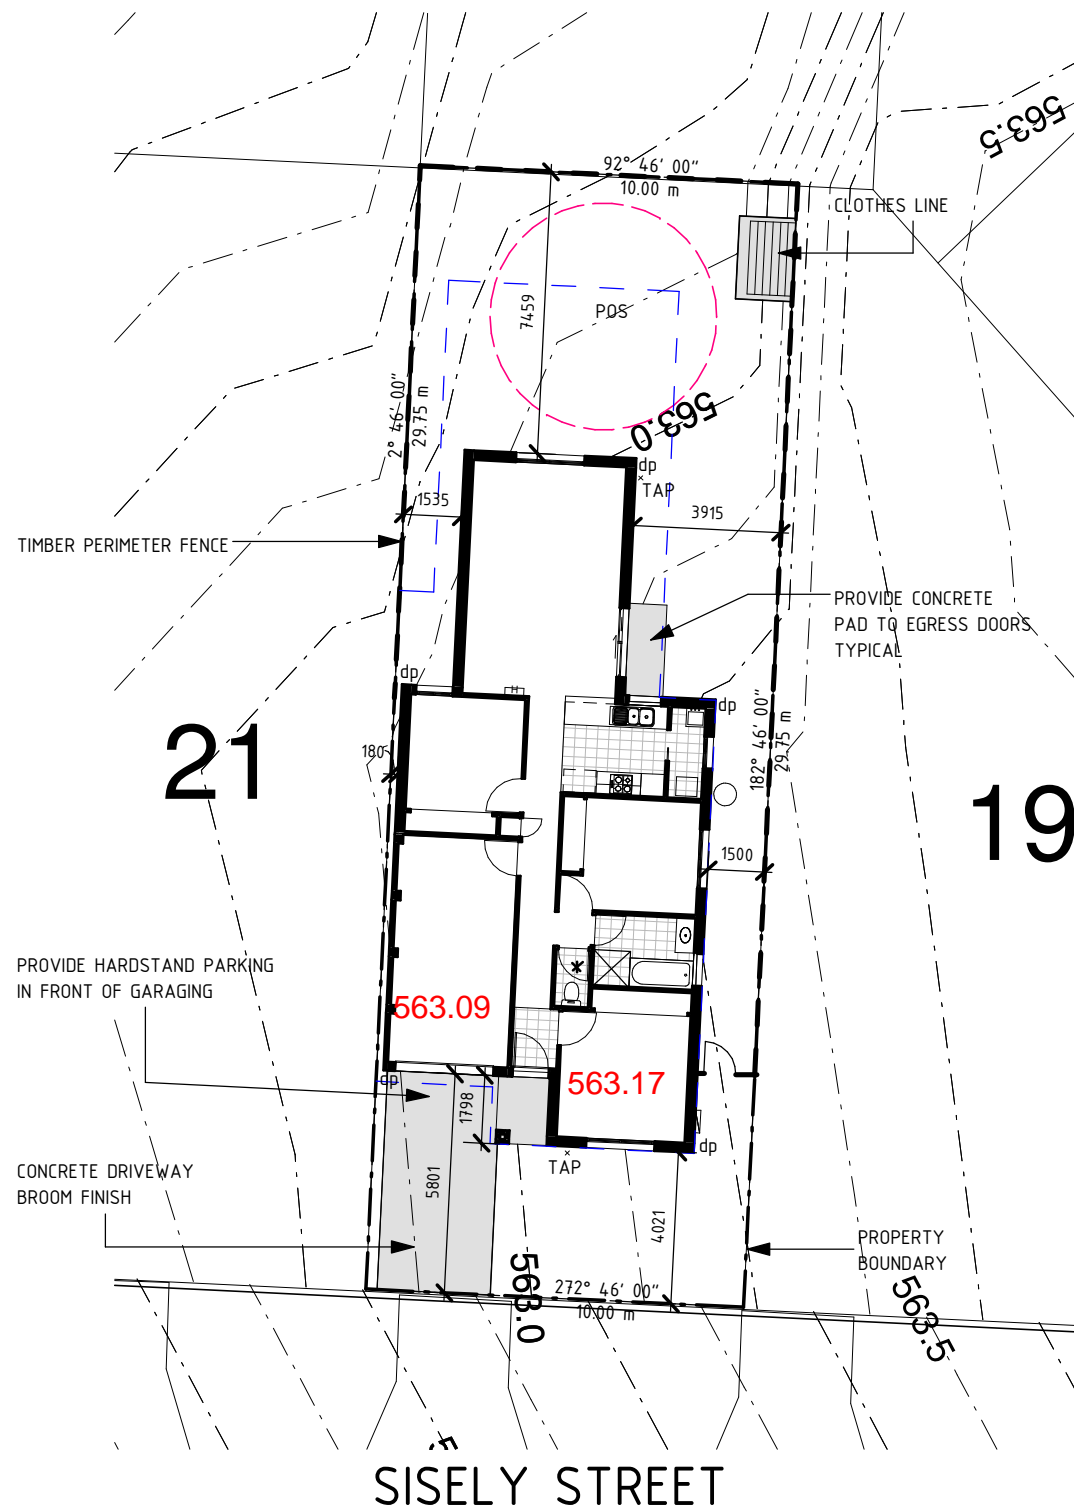 563.5
92° 46' 00"
10.00 m
CLOTHES LINE
7459
POS
2° 46' 00"
29.75 m
563.0
dp
TAP
1535
3915
TIMBER PERIMETER FENCE
PROVIDE CONCRETE
PAD TO EGRESS DOORS
TYPICAL
dp
H
dp
21
180
182° 46' 00"
29.75 m
19
1500
PROVIDE HARDSTAND PARKING
IN FRONT OF GARAGING
563.09
563.17
dp
1798
dp
TAP
CONCRETE DRIVEWAY
BROOM FINISH
5801
4021
PROPERTY
BOUNDARY
563.0
272° 46' 00"
10.00 m
563.5
SISELY STREET